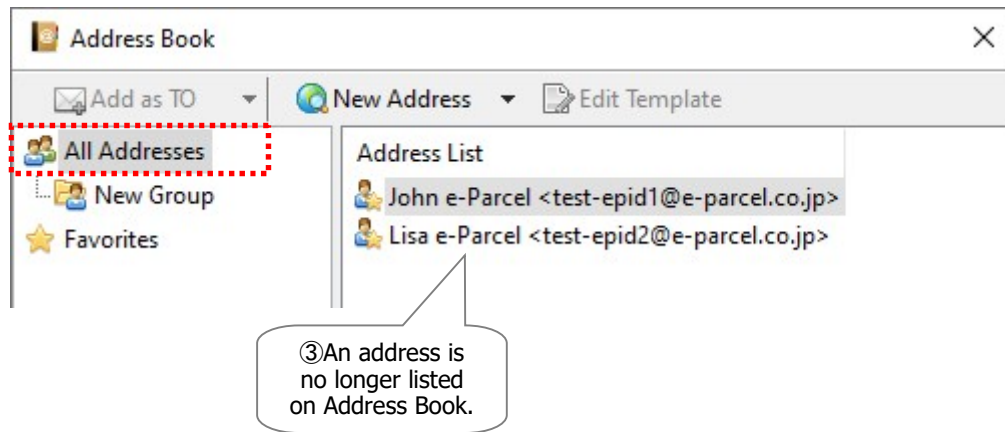 Address Book
Add as TO New Address Edit Template
All Addresses
New Group
Favorites
Address List
John e-Parcel <test-epid1@e-parcel.co.jp>
Lisa e-Parcel <test-epid2@e-parcel.co.jp>
③An address is
no longer listed
on Address Book.